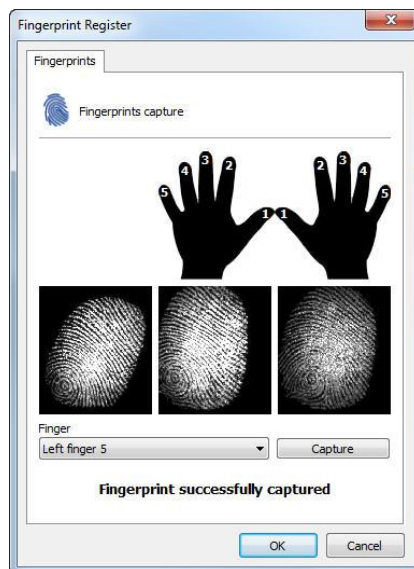 Fingerprint Register
x
Fingerprints
Fingerprints capture
3 3
4 2 2 4
5 5
1 1
Finger
Left finger 5 Capture
Fingerprint successfully captured
OK Cancel